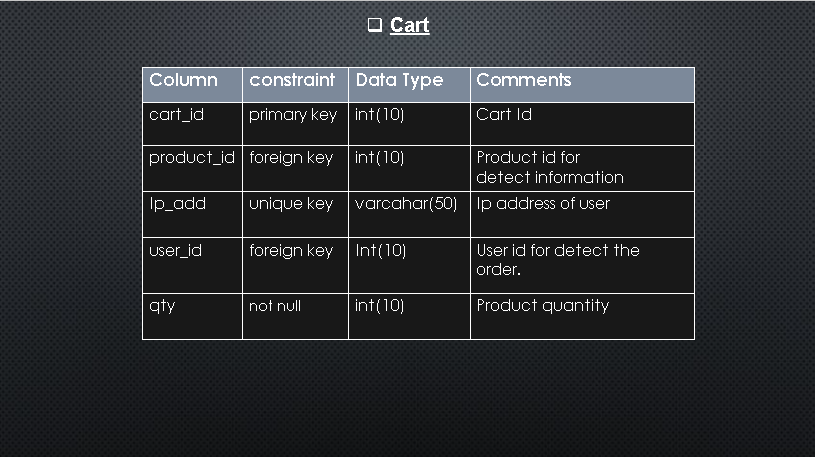 ❑ Cart
Column constraint Data Type Comments
cart_id primary key int(10) Cart Id
product_id foreign key int(10) Product id for
detect information
Ip_add unique key varcahar(50) Ip address of user
user_id foreign key Int(10) User id for detect the
order.
qty not null int(10) Product quantity